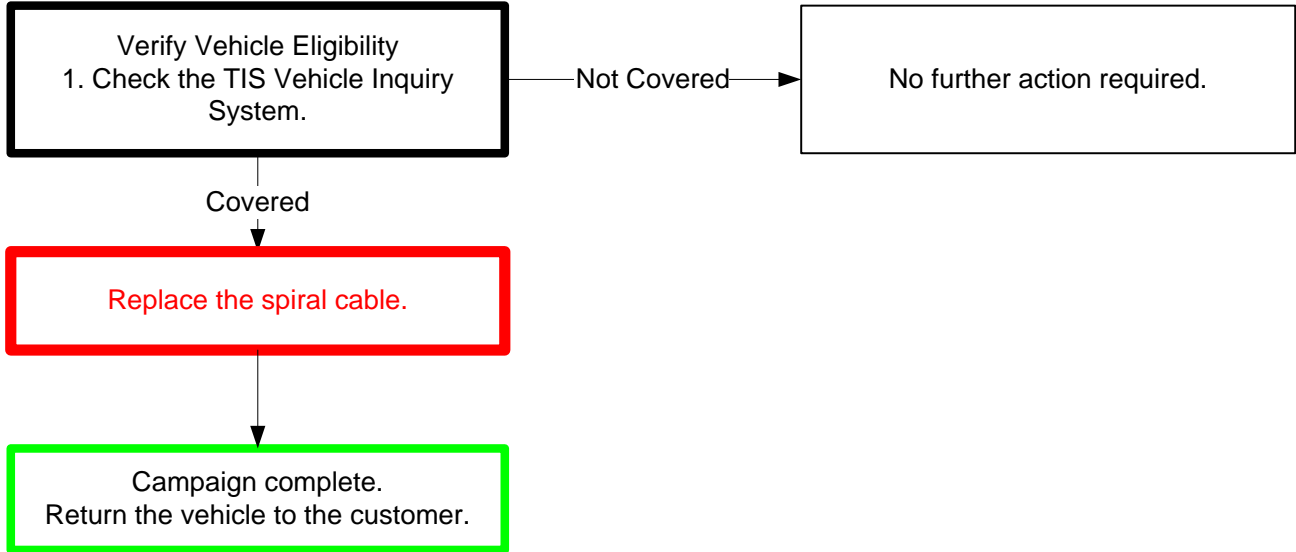 Verify Vehicle Eligibility
1. Check the TIS Vehicle Inquiry
System.
Not Covered
No further action required.
Covered
Replace the spiral cable.
Campaign complete.
Return the vehicle to the customer.